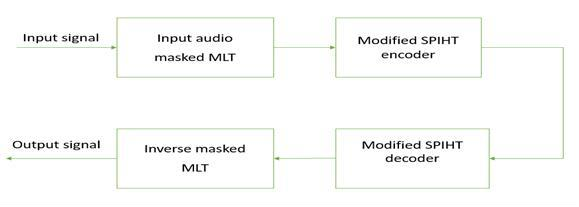 Input signal
Input audio
masked MLT
Modified SPIHT
encoder
Output signal
Inverse masked
MLT
Modified SPIHT
decoder